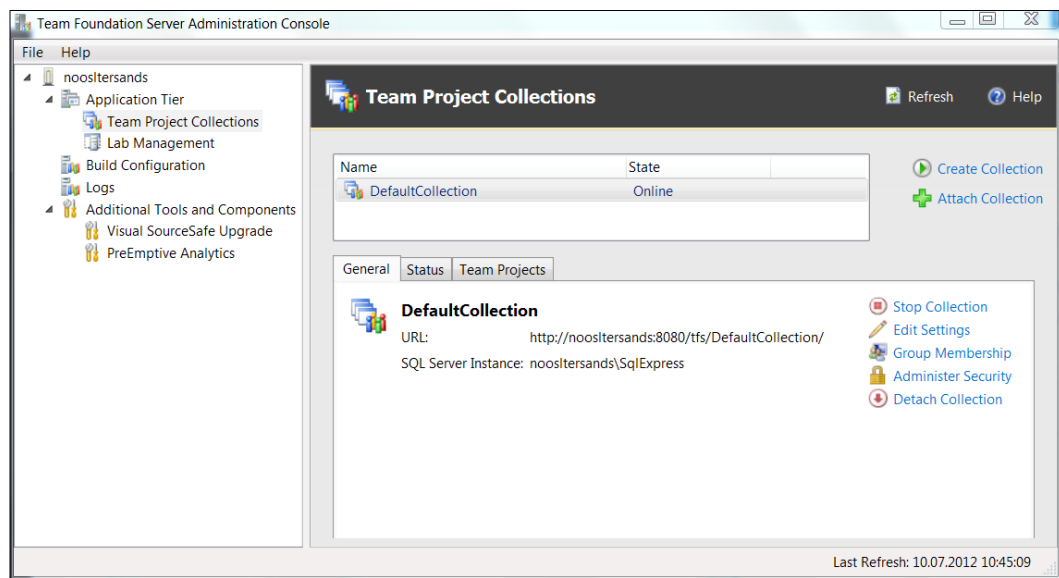 Team Foundation Server Administration Console
File Help
noosltersands
Application Tier
Team Project Collections
Lab Management
Build Configuration
Logs
Additional Tools and Components
Visual SourceSafe Upgrade
PreEmptive Analytics
Team Project Collections
Refresh Help
Name State
DefaultCollection Online
Create Collection
Attach Collection
General Status Team Projects
DefaultCollection
URL: http://noosltersands:8080/tfs/DefaultCollection/
SQL Server Instance: noosltersands\SqlExpress
Stop Collection
Edit Settings
Group Membership
Administer Security
Detach Collection
Last Refresh: 10.07.2012 10:45:09